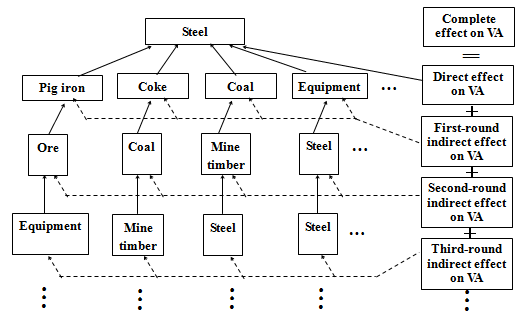 Steel
Complete
effect on VA
=
Pig iron
Coke
Coal
Equipment
...
Direct effect
on VA
+
Ore
Coal
Mine
timber
Steel
...
First-round
indirect effect
on VA
+
Equipment
Mine
timber
Steel
Steel
...
Second-round
indirect effect
on VA
+
Third-round
indirect effect
on VA